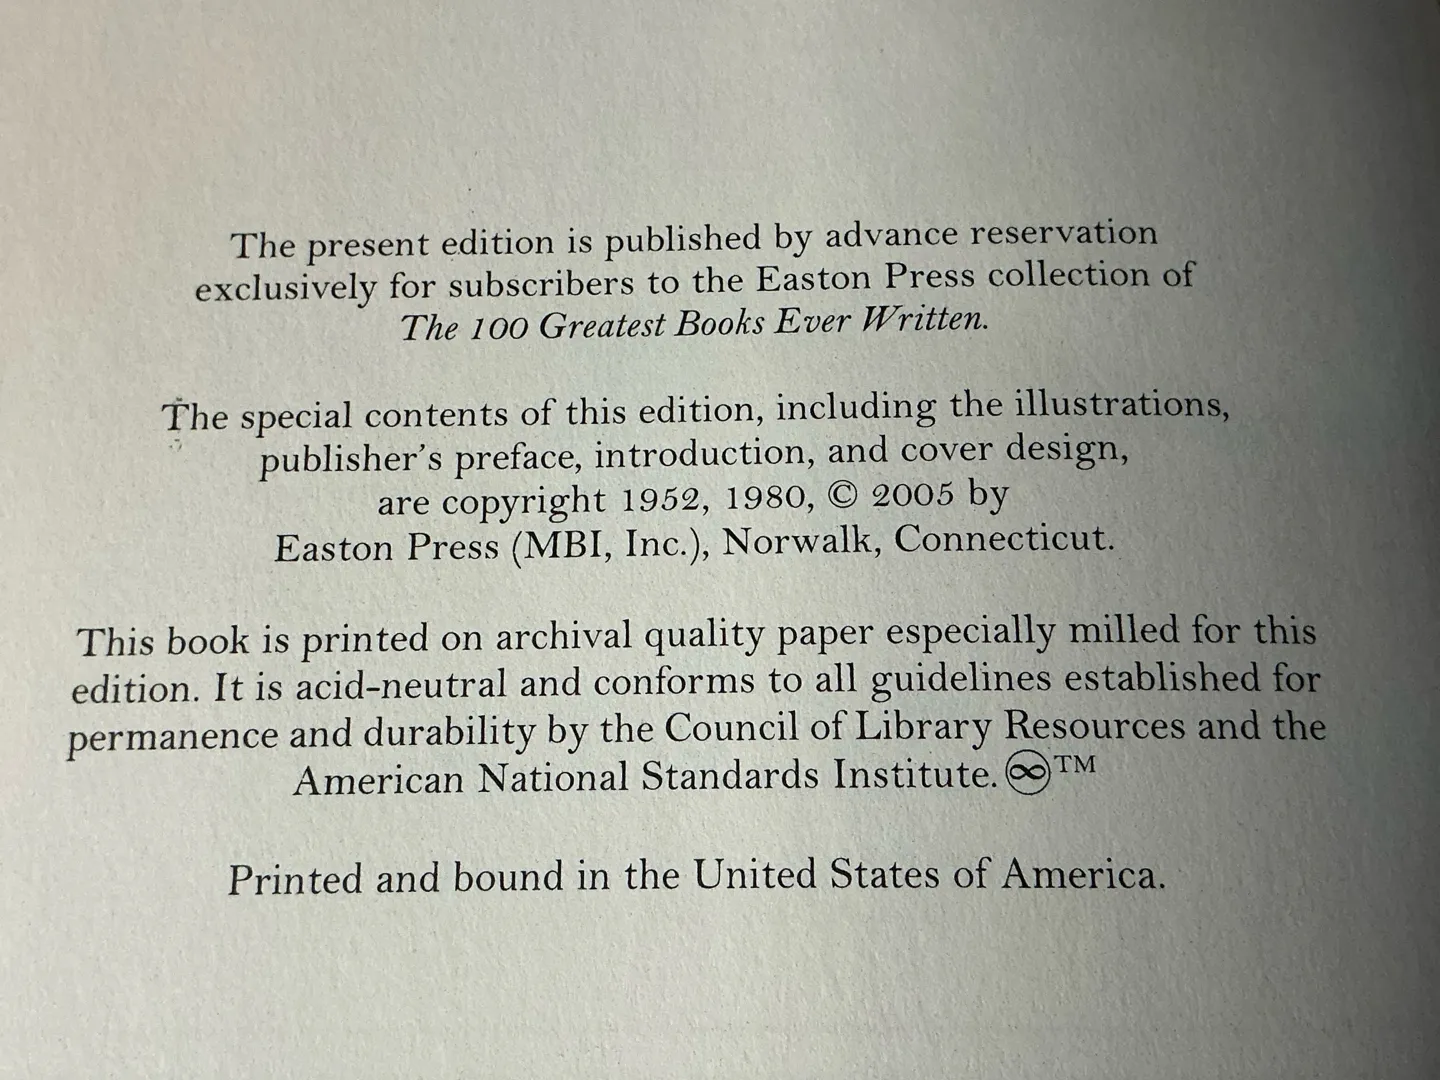 The present edition is published by advance reservation
exclusively for subscribers to the Easton Press collection of
The 100 Greatest Books Ever Written.
The special contents of this edition, including the illustrations,
publisher's preface, introduction, and cover design,
are copyright 1952, 1980, © 2005 by
Easton Press (MBI, Inc.), Norwalk, Connecticut.
This book is printed on archival quality paper especially milled for this
edition. It is acid-neutral and conforms to all guidelines established for
permanence and durability by the Council of Library Resources and the
American National Standards Institute. ♾™
Printed and bound in the United States of America.